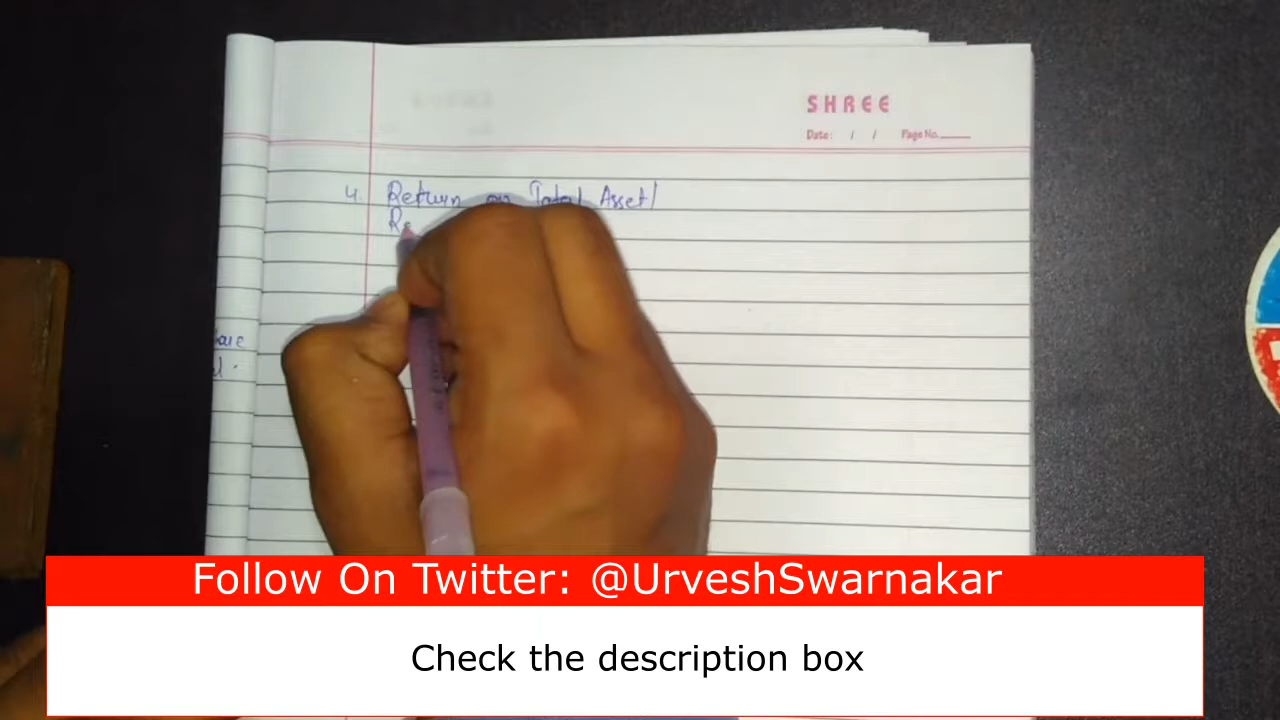 SHREE
Date: / / Page No.
4. Return on Total Asset/
Follow On Twitter: @UrveshSwarnakar
Check the description box